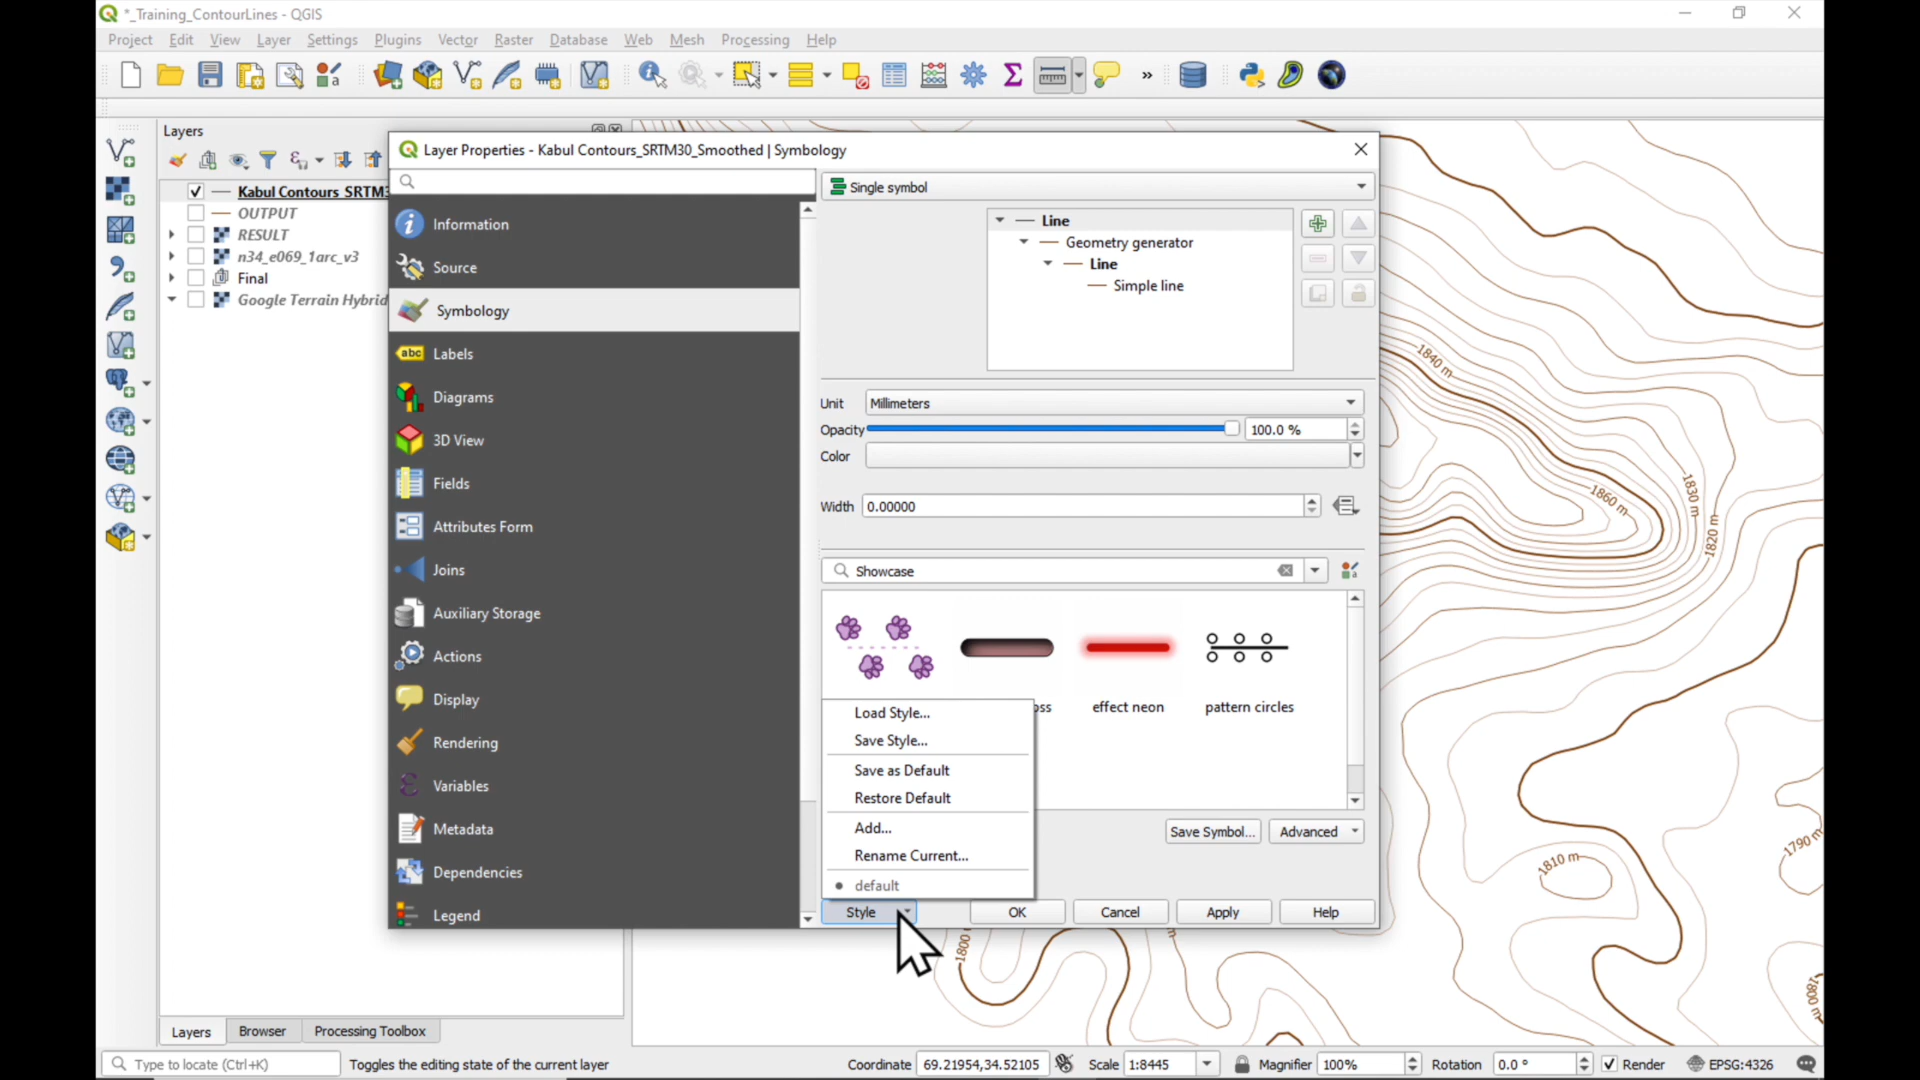 *_Training_ContourLines - QGIS
Project Edit View Layer Settings Plugins Vector Raster Database Web Mesh Processing Help
Layers
Kabul Contours_SRTM3
OUTPUT
RESULT
n34_e069_1arc_v3
Final
Google Terrain Hybrid
Layer Properties - Kabul Contours_SRTM30_Smoothed | Symbology
Information
Source
Symbology
abc Labels
Diagrams
3D View
Fields
Attributes Form
Joins
Auxiliary Storage
Actions
Display
Rendering
Variables
Metadata
Dependencies
Legend
Single symbol
Line
Geometry generator
Line
Simple line
Unit Millimeters
Opacity 100.0 %
Color
Width 0.00000
Showcase
oss effect neon pattern circles
Load Style...
Save Style...
Save as Default
Restore Default
Add...
Rename Current...
default
Save Symbol... Advanced
Style OK Cancel Apply Help
1840 m
1860 m
1830 m
1820 m
1790 m
1810 m
1800
1800 m
Layers Browser Processing Toolbox
Type to locate (Ctrl+K) Toggles the editing state of the current layer Coordinate 69.21954,34.52105 Scale 1:8445 Magnifier 100% Rotation 0.0 ° Render EPSG:4326